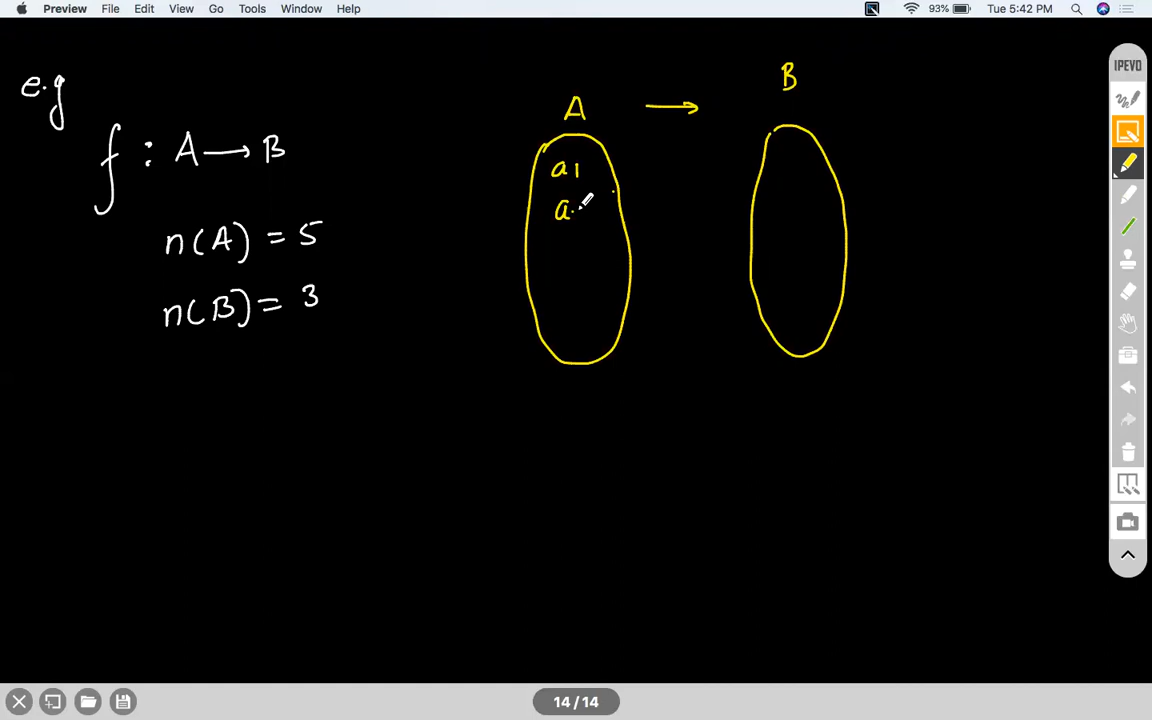 Preview File Edit View Go Tools Window Help 93% Tue 5:42 PM
IPEVO
e.g
f : A → B
n(A) = 5
n(B) = 3
A → B
a1
a
14 / 14